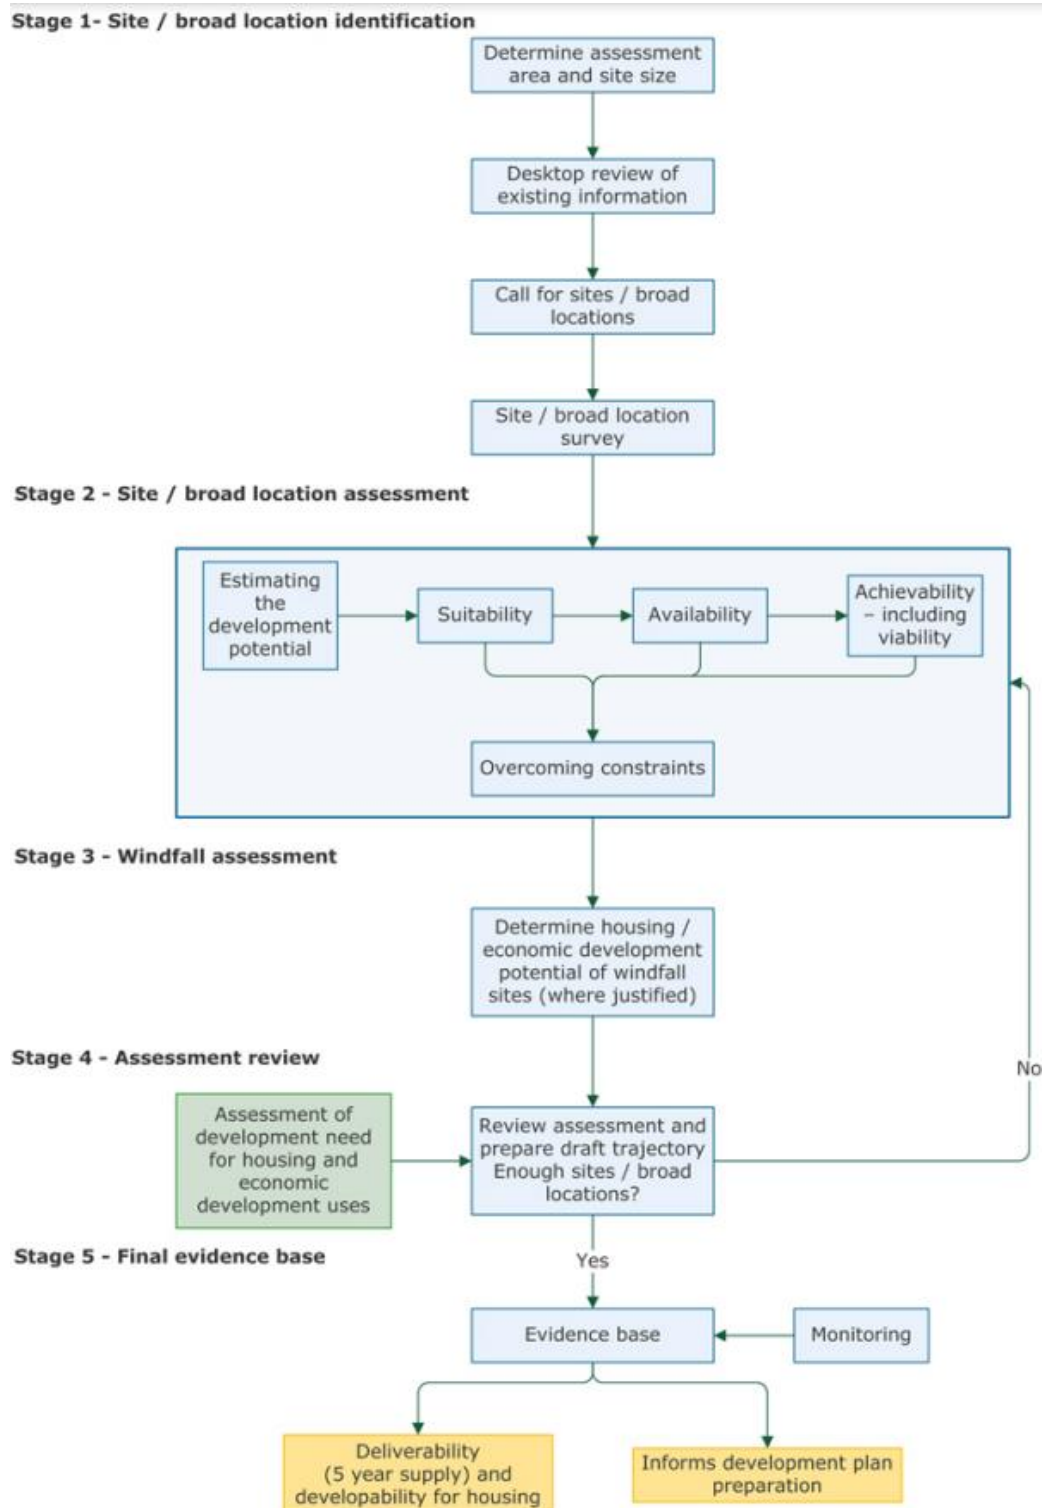 Stage 1- Site / broad location identification
Determine assessment
area and site size
Desktop review of
existing information
Call for sites / broad
locations
Site / broad location
survey
Stage 2 - Site / broad location assessment
Estimating
the
development
potential
Suitability
Availability
Achievability
– including
viability
Overcoming constraints
Stage 3 - Windfall assessment
Determine housing /
economic development
potential of windfall
sites (where justified)
Stage 4 - Assessment review
No
Assessment of
development need
for housing and
economic
development uses
Review assessment and
prepare draft trajectory
Enough sites / broad
locations?
Stage 5 - Final evidence base
Yes
Evidence base
Monitoring
Deliverability
(5 year supply) and
developability for housing
Informs development plan
preparation